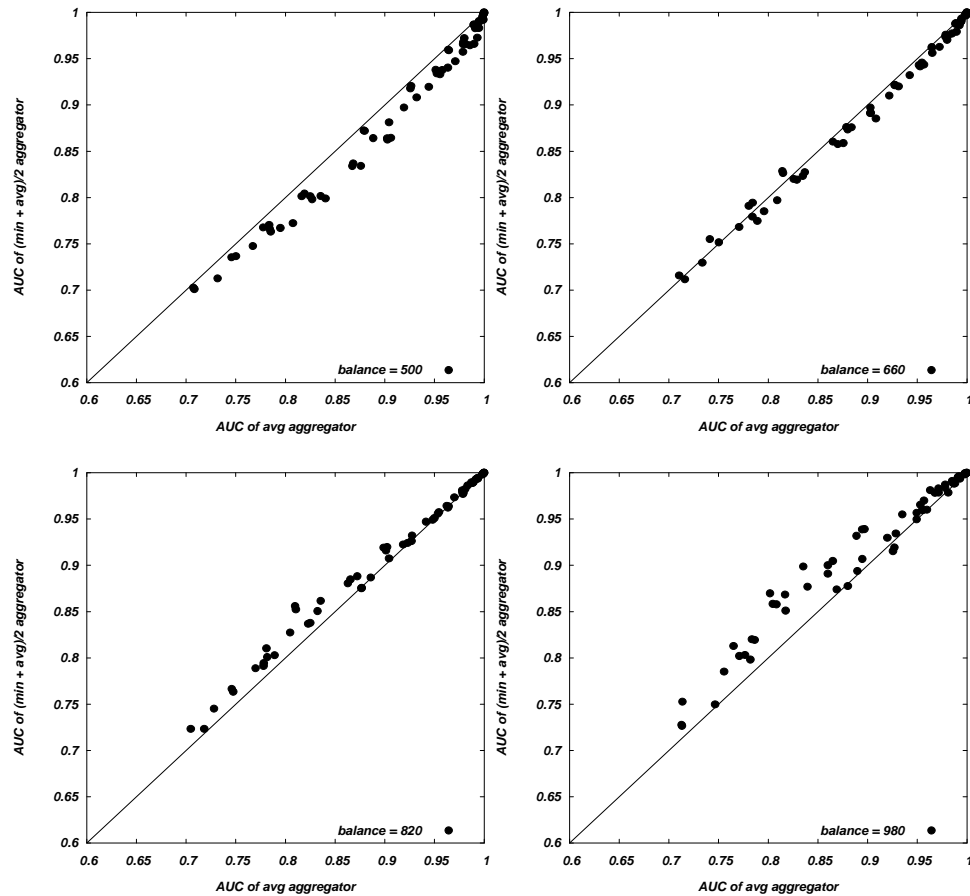 1
0.95
0.9
0.85
0.8
0.75
0.7
0.65
0.6
0.6 0.65 0.7 0.75 0.8 0.85 0.9 0.95 1
AUC of (min + avg)/2 aggregator
AUC of avg aggregator
balance = 500
1
0.95
0.9
0.85
0.8
0.75
0.7
0.65
0.6
0.6 0.65 0.7 0.75 0.8 0.85 0.9 0.95 1
AUC of (min + avg)/2 aggregator
AUC of avg aggregator
balance = 660
1
0.95
0.9
0.85
0.8
0.75
0.7
0.65
0.6
0.6 0.65 0.7 0.75 0.8 0.85 0.9 0.95 1
AUC of (min + avg)/2 aggregator
AUC of avg aggregator
balance = 820
1
0.95
0.9
0.85
0.8
0.75
0.7
0.65
0.6
0.6 0.65 0.7 0.75 0.8 0.85 0.9 0.95 1
AUC of (min + avg)/2 aggregator
AUC of avg aggregator
balance = 980